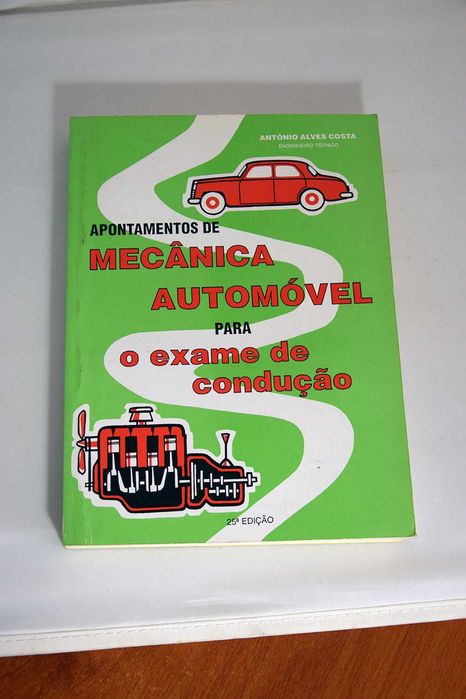 ANTÓNIO ALVES COSTA
ENGENHEIRO TÉCNICO
APONTAMENTOS DE
MECÂNICA
AUTOMÓVEL
PARA
o exame de
condução
25ª EDIÇÃO